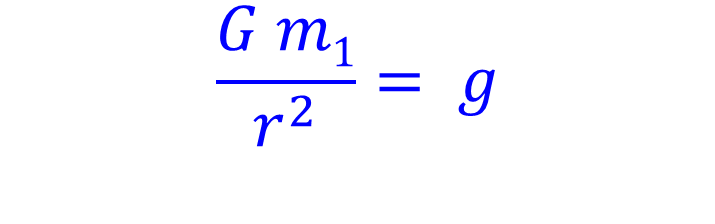 G m₁ / r² = g